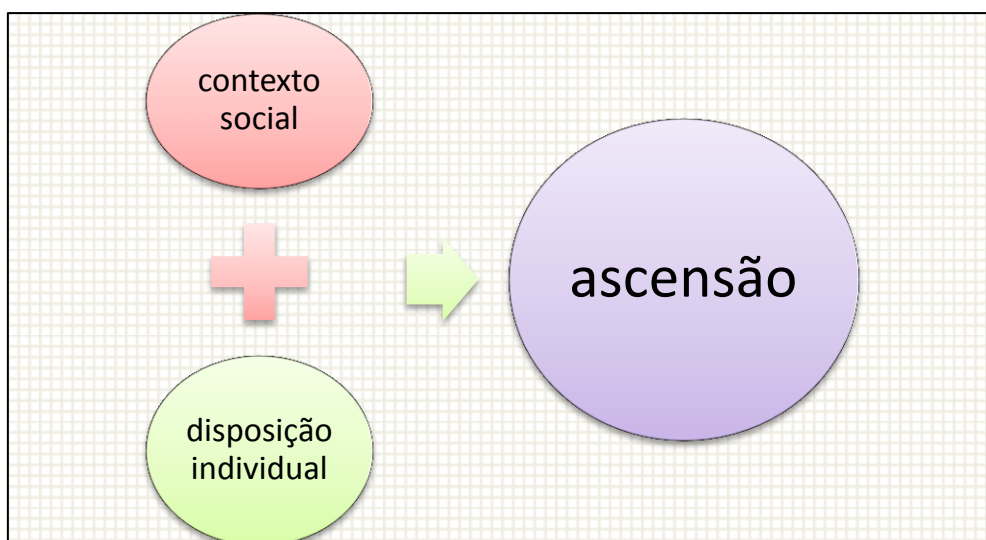 contexto
social
disposição
individual
ascensão